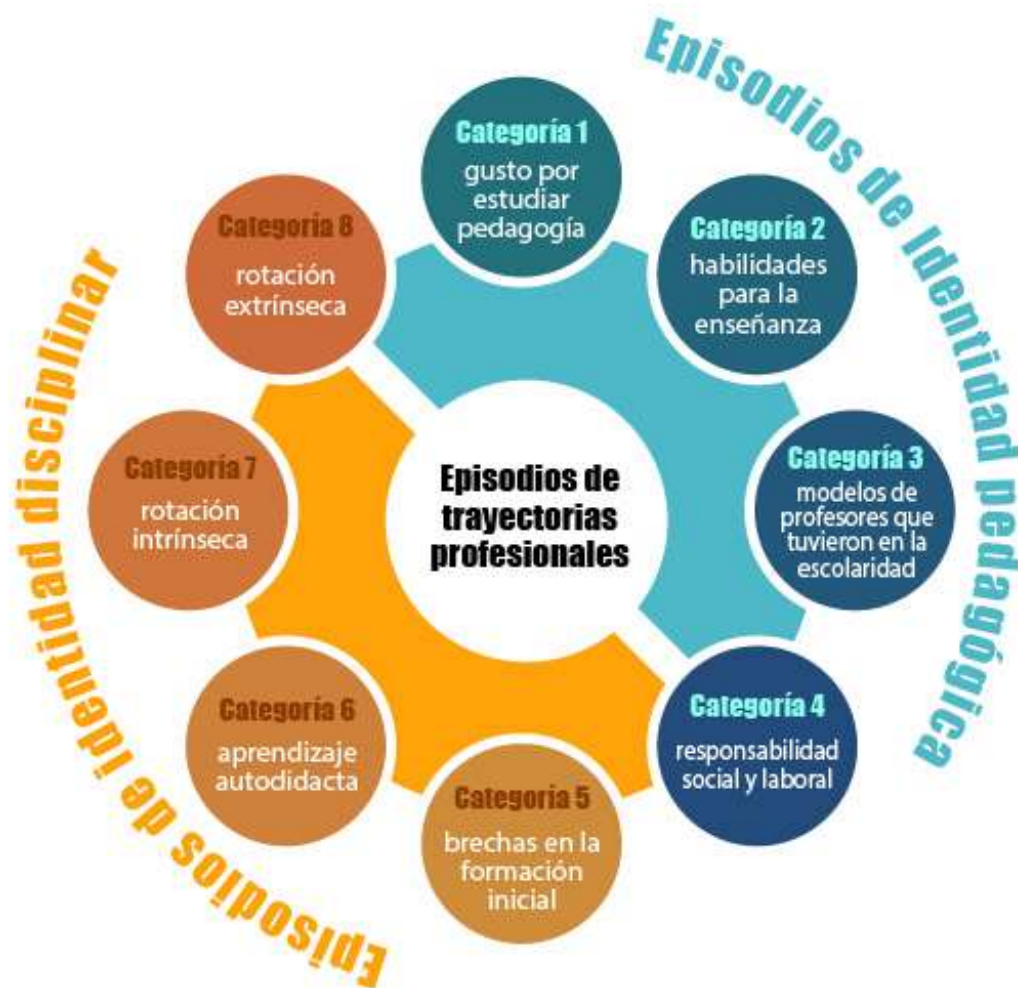 Episodios de Identidad pedagógica
Categoría 1
gusto por
estudiar
pedagogía
Categoría 2
habilidades
para la
enseñanza
Categoría 3
modelos de
profesores que
tuvieron en la
escolaridad
Categoría 4
responsabilidad
social y laboral
Categoría 5
brechas en la
formación
inicial
Categoría 6
aprendizaje
autodidacta
Categoría 7
rotación
intrínseca
Categoría 8
rotación
extrínseca
Episodios de
trayectorias
profesionales
Episodios de identidad disciplinar